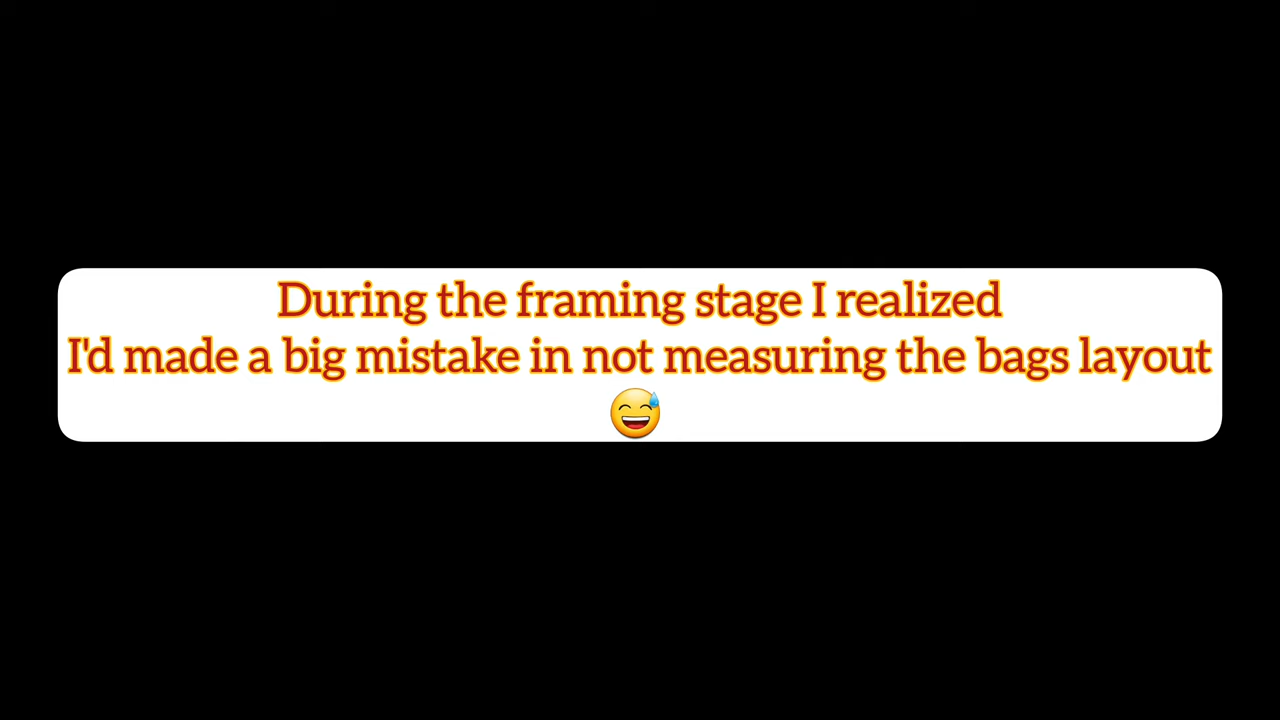 During the framing stage I realized
I'd made a big mistake in not measuring the bags layout
😅